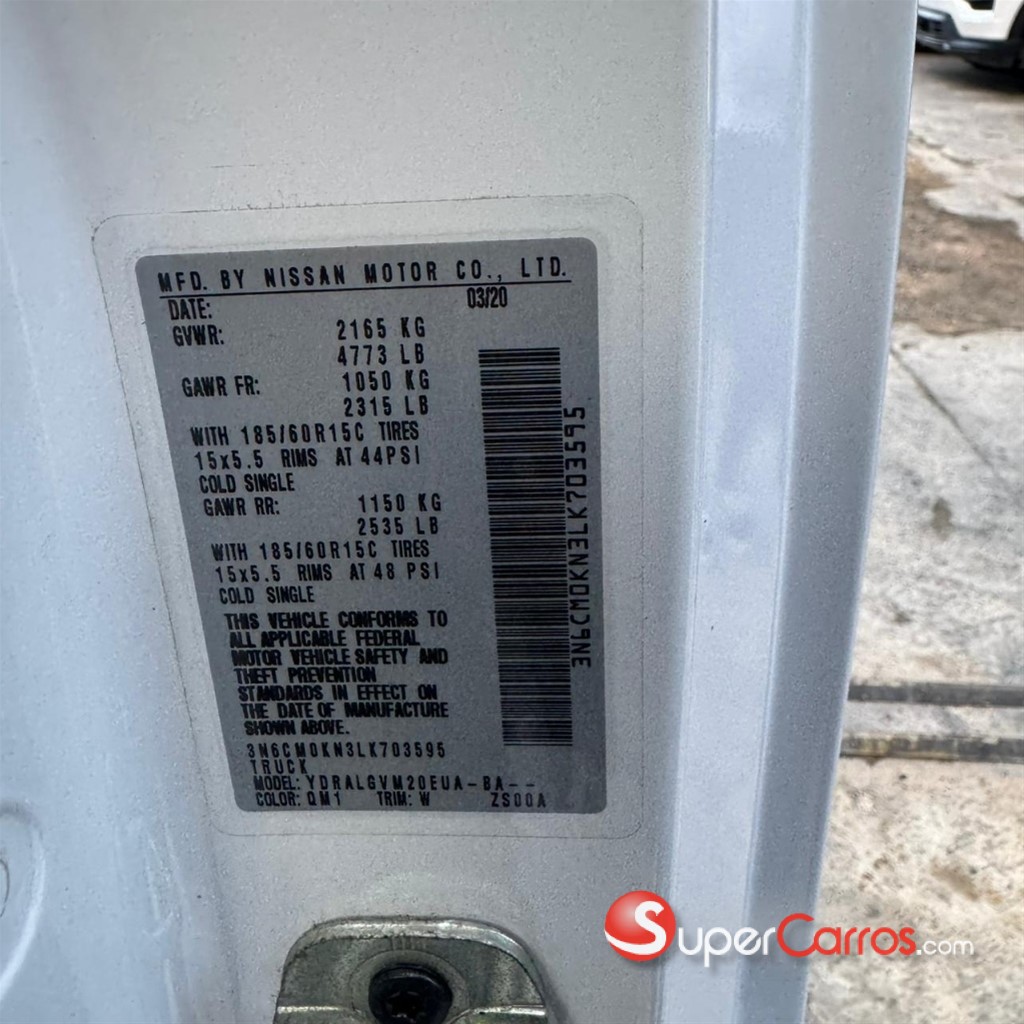 MFD. BY NISSAN MOTOR CO., LTD.
DATE: 03/20
GVWR: 2165 KG
4773 LB
GAWR FR: 1050 KG
2315 LB
WITH 185/60R15C TIRES
15x5.5 RIMS AT 44PSI
COLD SINGLE
GAWR RR: 1150 KG
2535 LB
WITH 185/60R15C TIRES
15x5.5 RIMS AT 48 PSI
COLD SINGLE
THIS VEHICLE CONFORMS TO
ALL APPLICABLE FEDERAL
MOTOR VEHICLE SAFETY AND
THEFT PREVENTION
STANDARDS IN EFFECT ON
THE DATE OF MANUFACTURE
SHOWN ABOVE.
3N6CM0KN3LK703595
TRUCK
MODEL: YDRALGVM20EUA-BA--
COLOR: QM1 TRIM: W ZS00A
3N6CM0KN3LK703595
SuperCarros.com